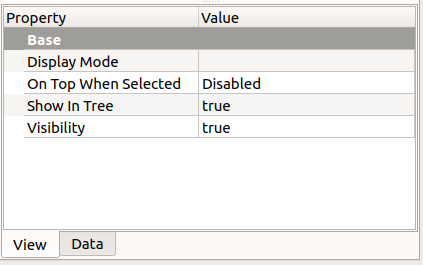 Property Value
Base
Display Mode
On Top When Selected Disabled
Show In Tree true
Visibility true
View Data